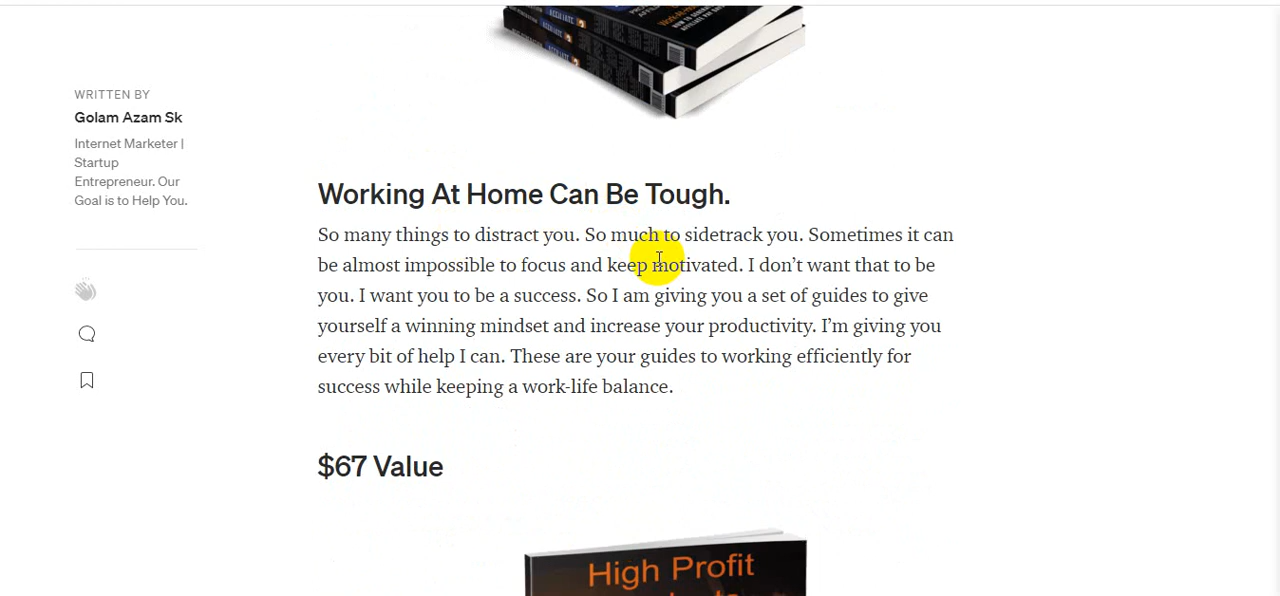 WRITTEN BY
Golam Azam Sk
Internet Marketer |
Startup
Entrepreneur. Our
Goal is to Help You.
Working At Home Can Be Tough.
So many things to distract you. So much to sidetrack you. Sometimes it can
be almost impossible to focus and keep motivated. I don’t want that to be
you. I want you to be a success. So I am giving you a set of guides to give
yourself a winning mindset and increase your productivity. I’m giving you
every bit of help I can. These are your guides to working efficiently for
success while keeping a work-life balance.
$67 Value
High Profit